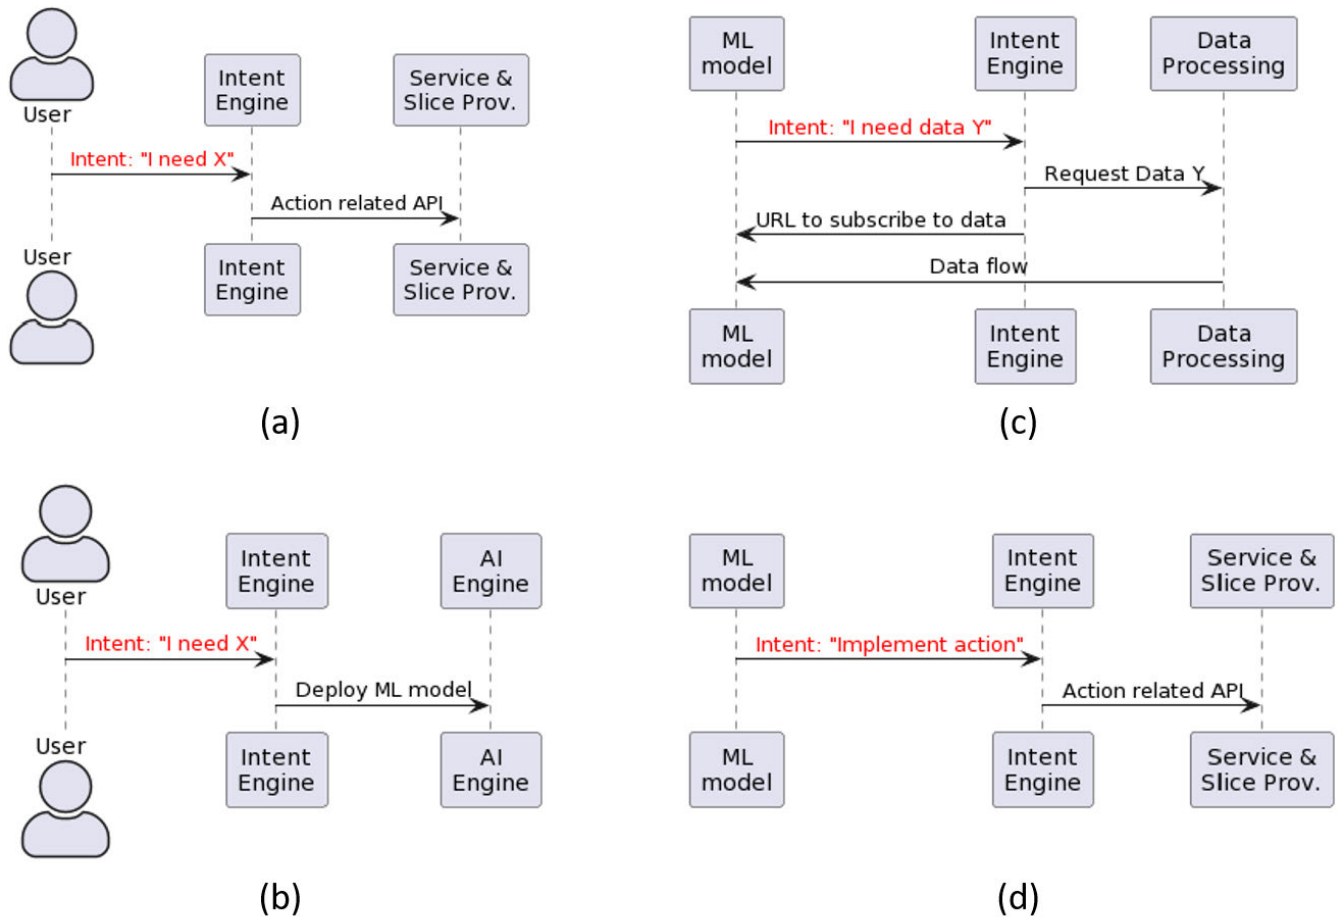 User
Intent
Engine
Service &
Slice Prov.
Intent: "I need X"
Action related API
User
Intent
Engine
Service &
Slice Prov.
(a)
ML
model
Intent
Engine
Data
Processing
Intent: "I need data Y"
Request Data Y
URL to subscribe to data
Data flow
ML
model
Intent
Engine
Data
Processing
(c)
User
Intent
Engine
AI
Engine
Intent: "I need X"
Deploy ML model
User
Intent
Engine
AI
Engine
(b)
ML
model
Intent
Engine
Service &
Slice Prov.
Intent: "Implement action"
Action related API
ML
model
Intent
Engine
Service &
Slice Prov.
(d)